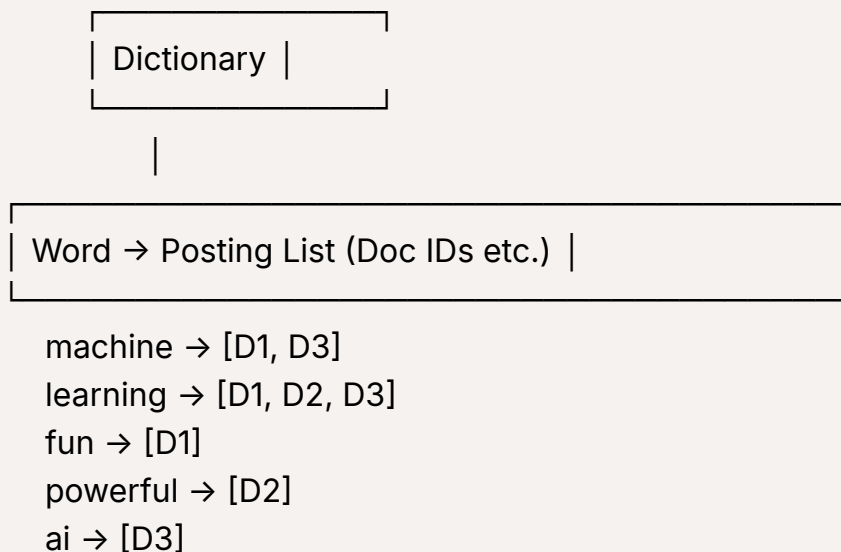 Dictionary
Word → Posting List (Doc IDs etc.)
machine → [D1, D3]
learning → [D1, D2, D3]
fun → [D1]
powerful → [D2]
ai → [D3]